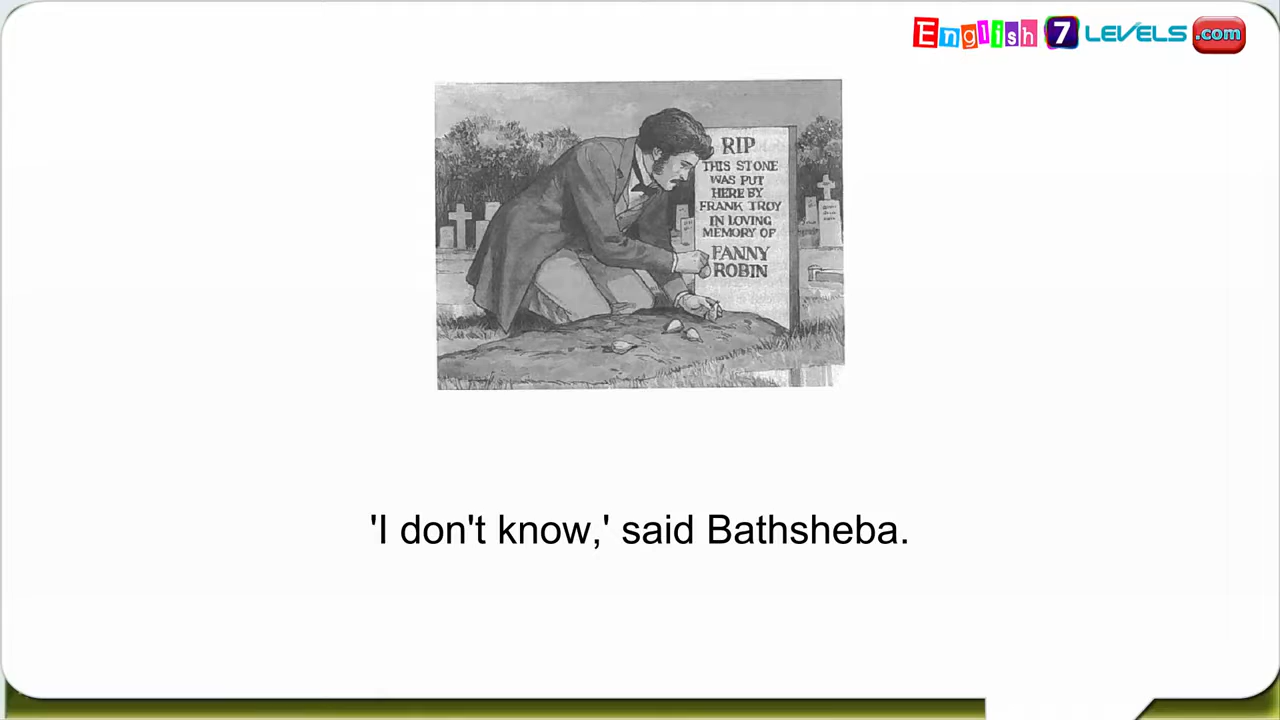 English 7 LEVELS .com
RIP
THIS STONE
WAS PUT
HERE BY
FRANK TROY
IN LOVING
MEMORY OF
FANNY
ROBIN
'I don't know,' said Bathsheba.